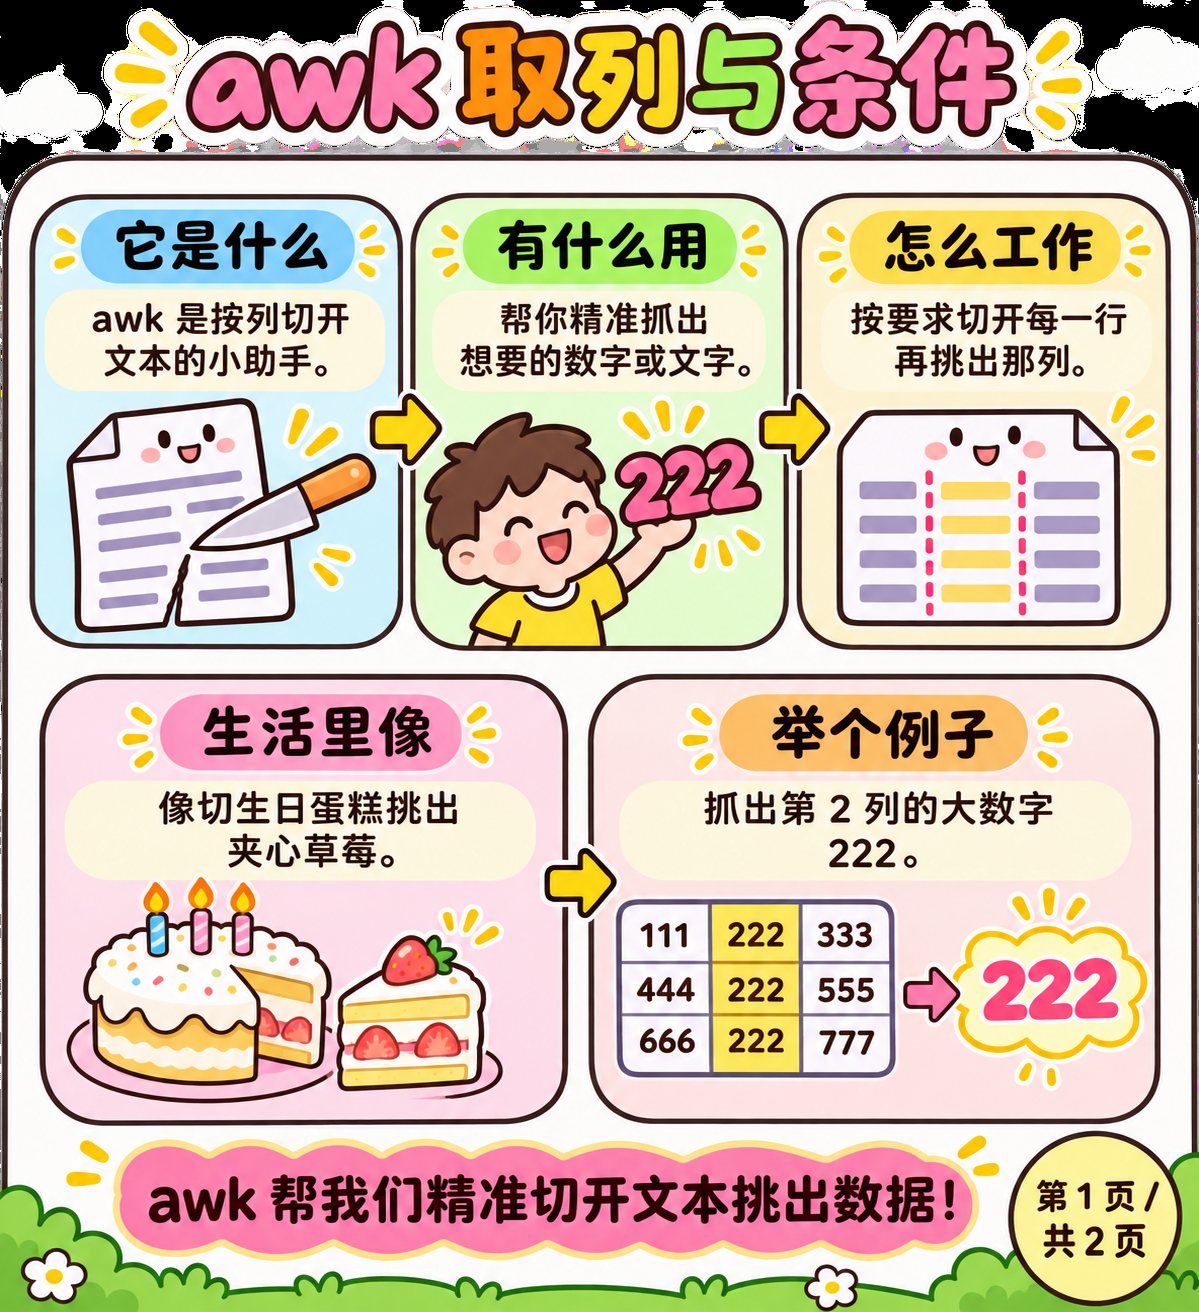 awk 取列与条件
它是什么
awk 是按列切开
文本的小助手。
有什么用
帮你精准抓出
想要的数字或文字。
222
怎么工作
按要求切开每一行
再挑出那列。
生活里像
像切生日蛋糕挑出
夹心草莓。
举个例子
抓出第 2 列的大数字
222。
111 222 333
444 222 555
666 222 777
222
awk 帮我们精准切开文本挑出数据！
第 1 页 /
共 2 页